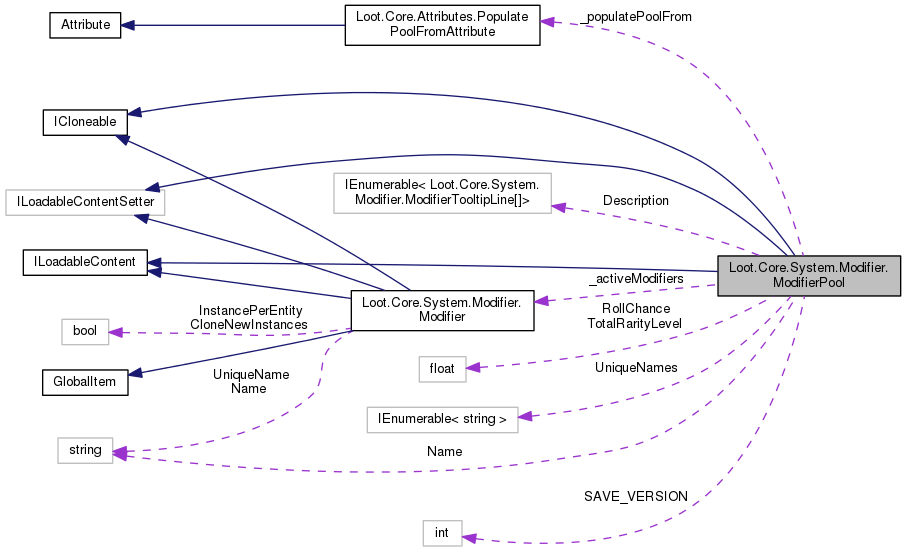 Attribute
Loot.Core.Attributes.Populate
PoolFromAttribute
_populatePoolFrom
ICloneable
ILoadableContentSetter
IEnumerable< Loot.Core.System.
Modifier.ModifierTooltipLine[]>
Description
ILoadableContent
Loot.Core.System.Modifier.
ModifierPool
_activeModifiers
Loot.Core.System.Modifier.
Modifier
InstancePerEntity
CloneNewInstances
RollChance
TotalRarityLevel
bool
GlobalItem
float
UniqueNames
UniqueName
Name
IEnumerable< string >
string
Name
SAVE_VERSION
int